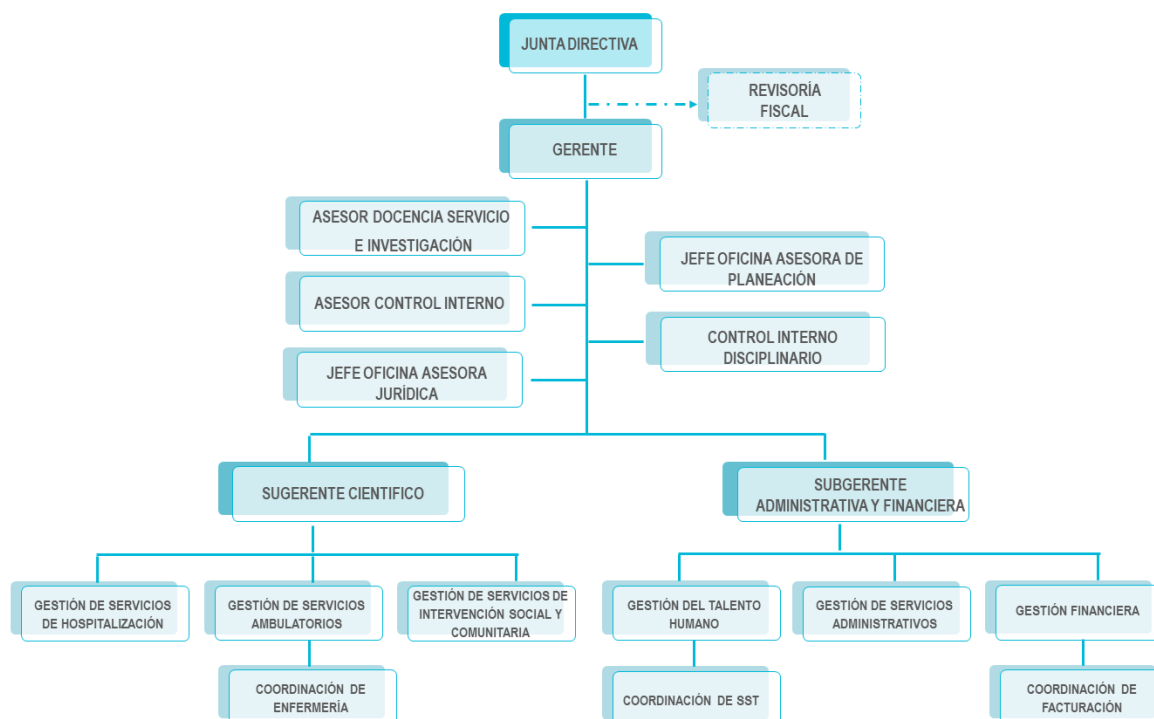 JUNTA DIRECTIVA
REVISORÍA
FISCAL
GERENTE
ASESOR DOCENCIA SERVICIO
E INVESTIGACIÓN
JEFE OFICINA ASESORA DE
PLANEACIÓN
ASESOR CONTROL INTERNO
CONTROL INTERNO
DISCIPLINARIO
JEFE OFICINA ASESORA
JURÍDICA
SUGERENTE CIENTIFICO
SUBGERENTE
ADMINISTRATIVA Y FINANCIERA
GESTIÓN DE SERVICIOS
DE HOSPITALIZACIÓN
GESTIÓN DE SERVICIOS
AMBULATORIOS
GESTIÓN DE SERVICIOS DE
INTERVENCIÓN SOCIAL Y
COMUNITARIA
GESTIÓN DEL TALENTO
HUMANO
GESTIÓN DE SERVICIOS
ADMINISTRATIVOS
GESTIÓN FINANCIERA
COORDINACIÓN DE
ENFERMERÍA
COORDINACIÓN DE SST
COORDINACIÓN DE
FACTURACIÓN